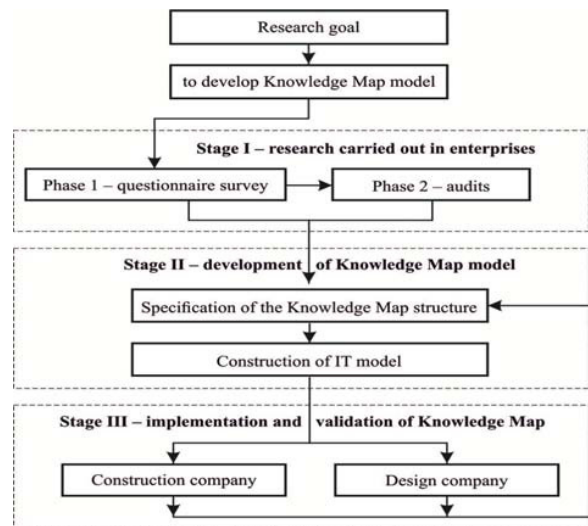 Research goal
to develop Knowledge Map model
Stage I – research carried out in enterprises
Phase 1 – questionnaire survey
Phase 2 – audits
Stage II – development of Knowledge Map model
Specification of the Knowledge Map structure
Construction of IT model
Stage III – implementation and validation of Knowledge Map
Construction company
Design company